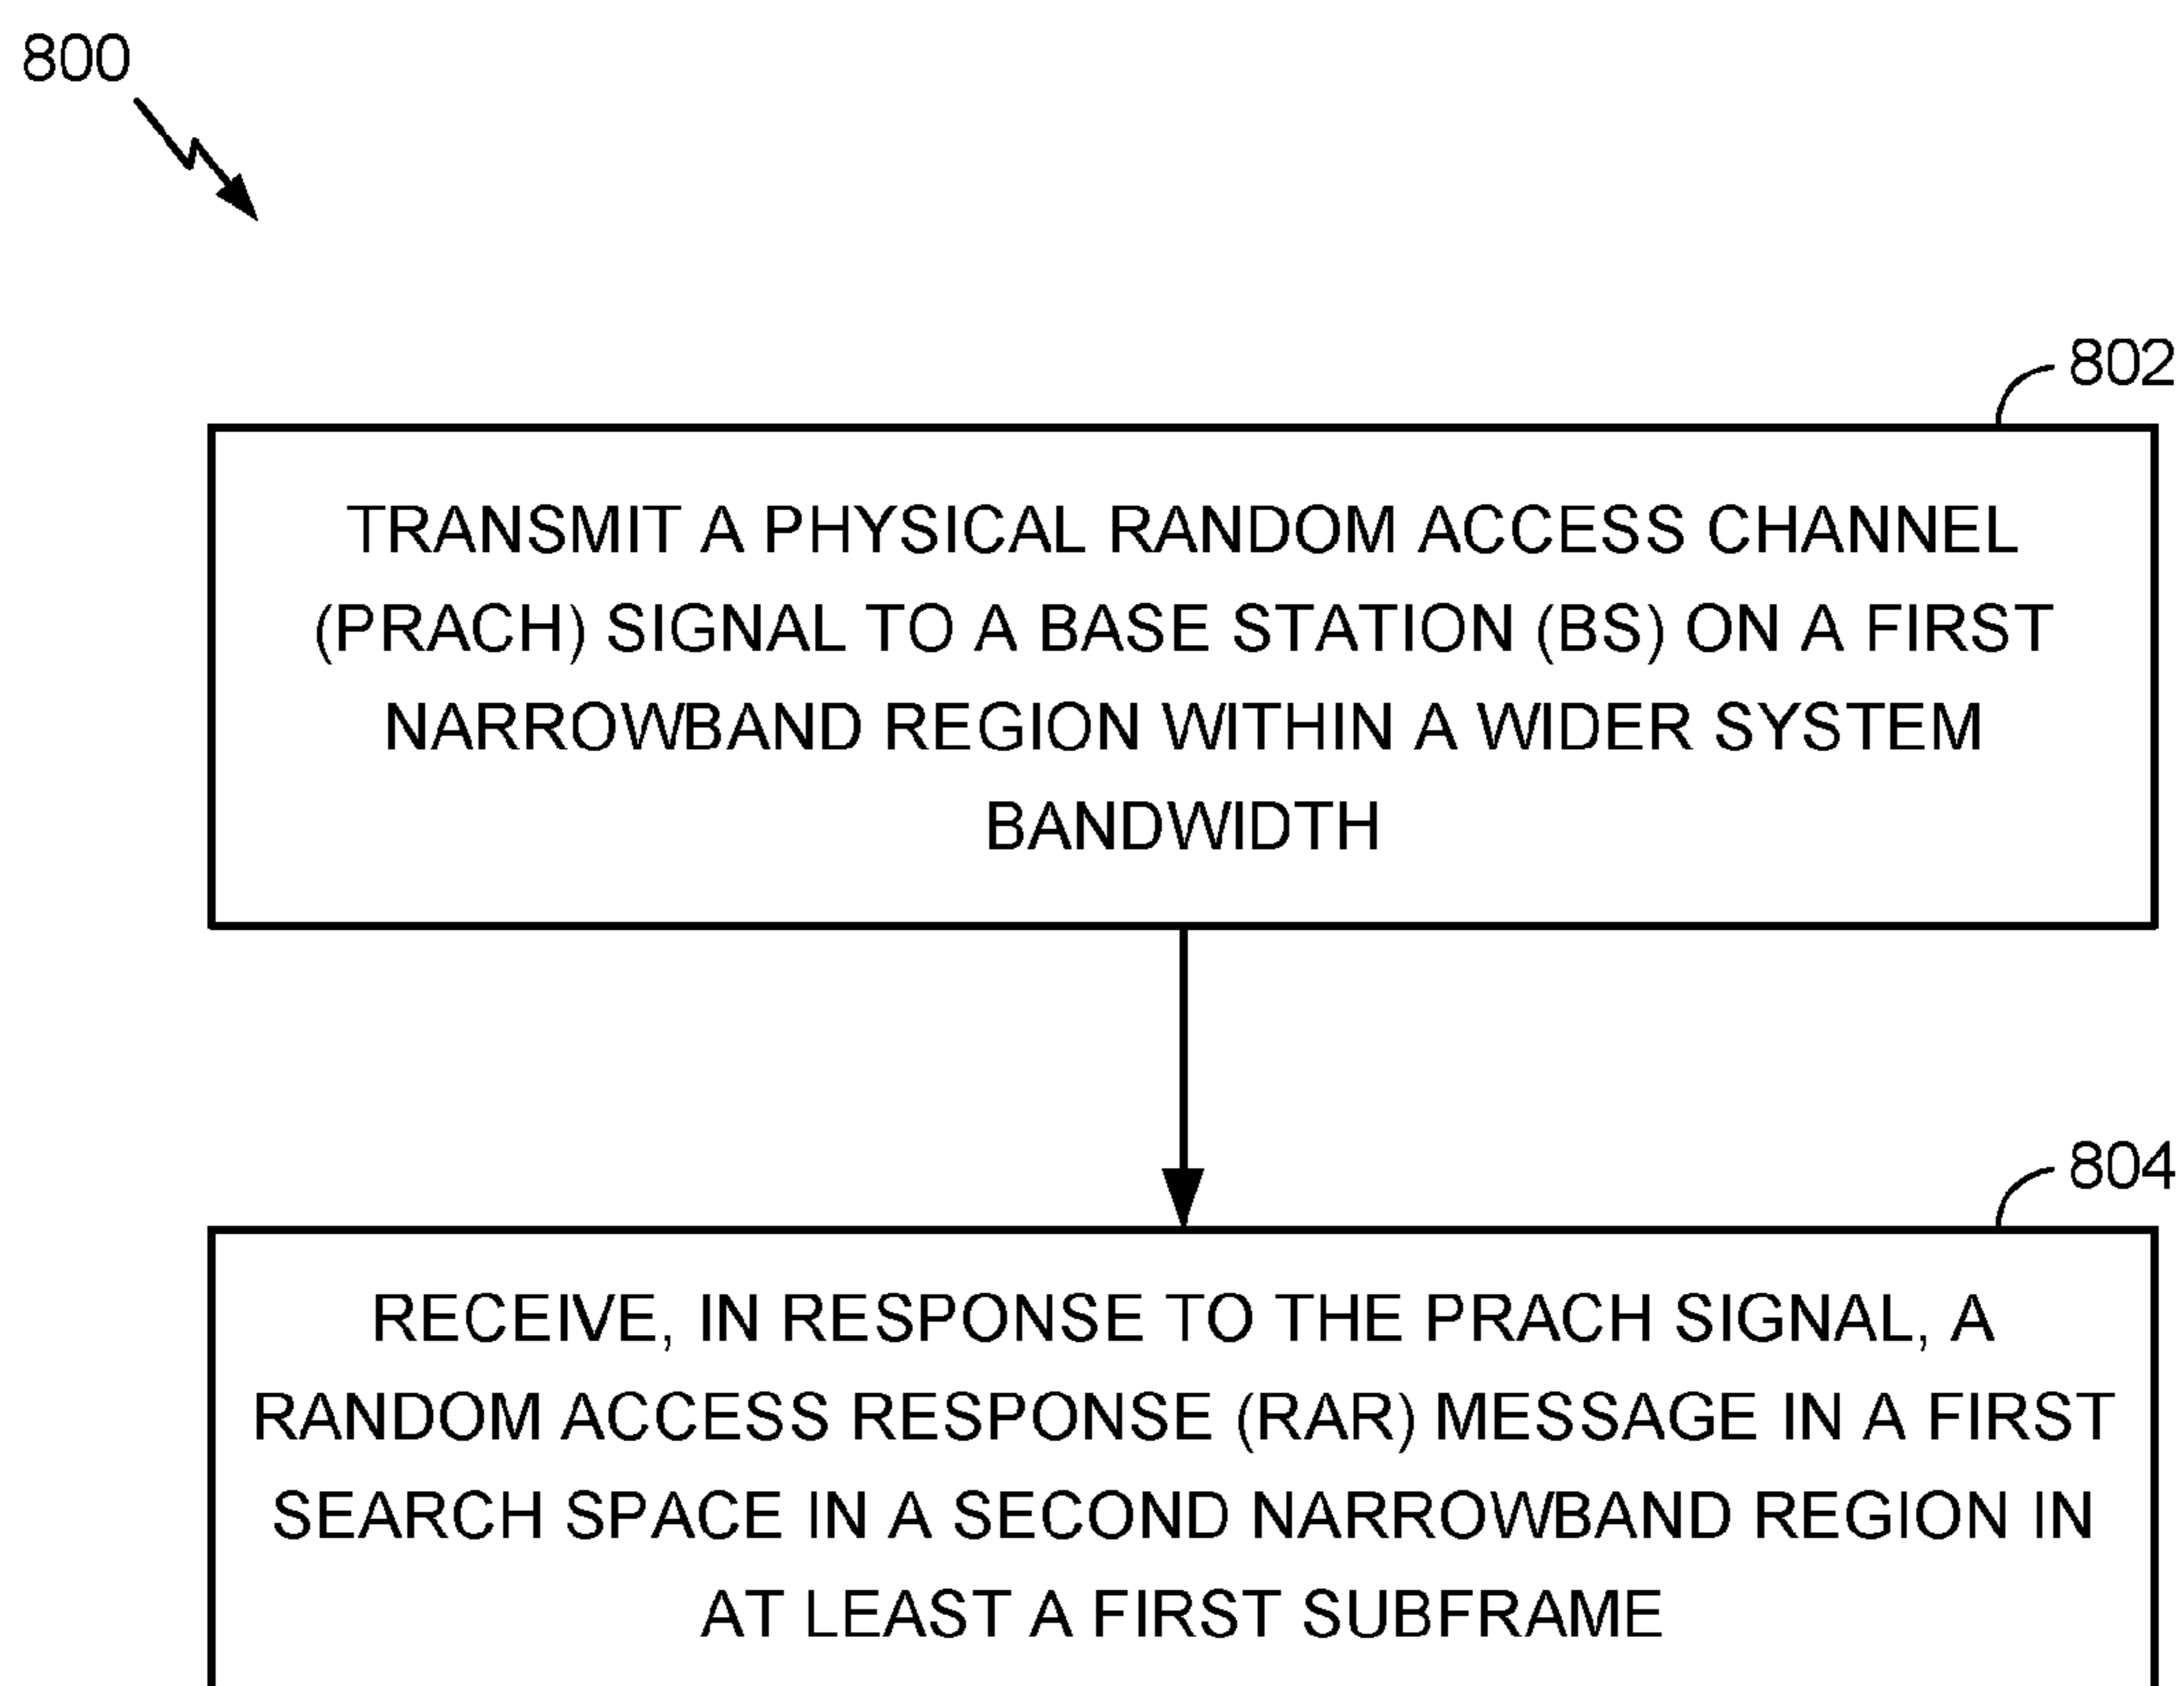 800
802
TRANSMIT A PHYSICAL RANDOM ACCESS CHANNEL
(PRACH) SIGNAL TO A BASE STATION (BS) ON A FIRST
NARROWBAND REGION WITHIN A WIDER SYSTEM
BANDWIDTH
804
RECEIVE, IN RESPONSE TO THE PRACH SIGNAL, A
RANDOM ACCESS RESPONSE (RAR) MESSAGE IN A FIRST
SEARCH SPACE IN A SECOND NARROWBAND REGION IN
AT LEAST A FIRST SUBFRAME